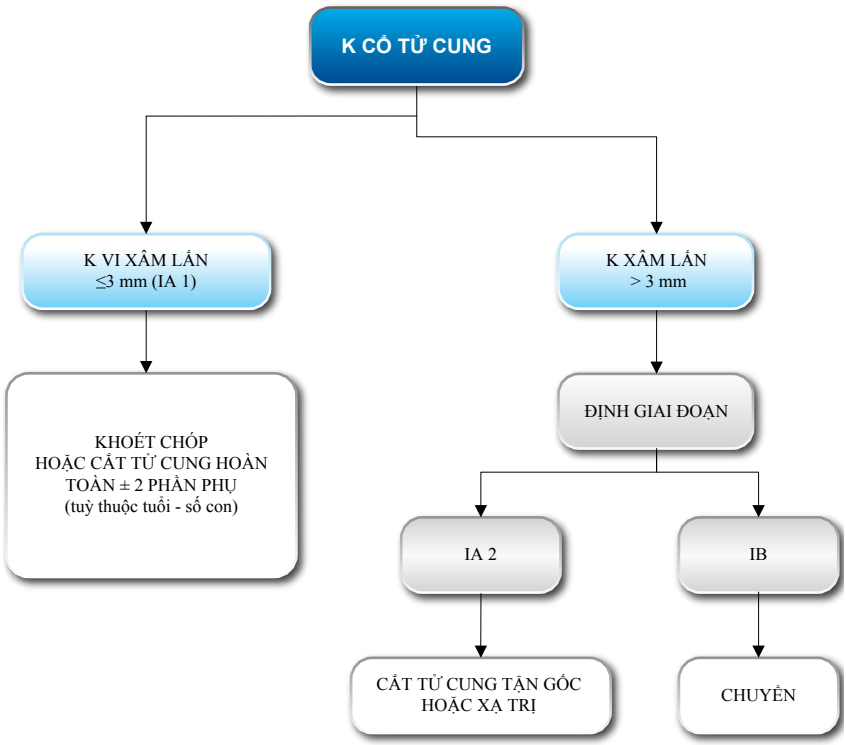 K CỔ TỬ CUNG
K VI XÂM LẤN
≤3 mm (IA 1)
K XÂM LẤN
> 3 mm
KHOÉT CHÓP
HOẶC CẮT TỬ CUNG HOÀN
TOÀN ± 2 PHẦN PHỤ
(tuỳ thuộc tuổi - số con)
ĐỊNH GIAI ĐOẠN
IA 2
IB
CẮT TỬ CUNG TẬN GỐC
HOẶC XẠ TRỊ
CHUYỂN